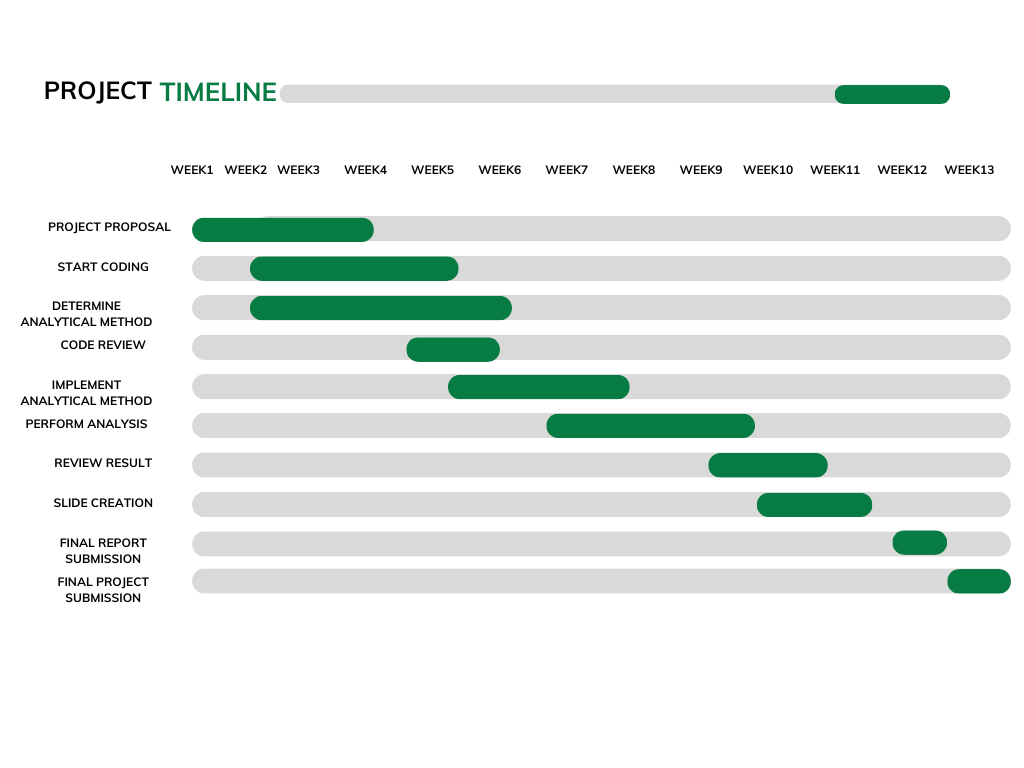 PROJECT TIMELINE
WEEK1 WEEK2 WEEK3 WEEK4 WEEK5 WEEK6 WEEK7 WEEK8 WEEK9 WEEK10 WEEK11 WEEK12 WEEK13
PROJECT PROPOSAL
START CODING
DETERMINE
ANALYTICAL METHOD
CODE REVIEW
IMPLEMENT
ANALYTICAL METHOD
PERFORM ANALYSIS
REVIEW RESULT
SLIDE CREATION
FINAL REPORT
SUBMISSION
FINAL PROJECT
SUBMISSION